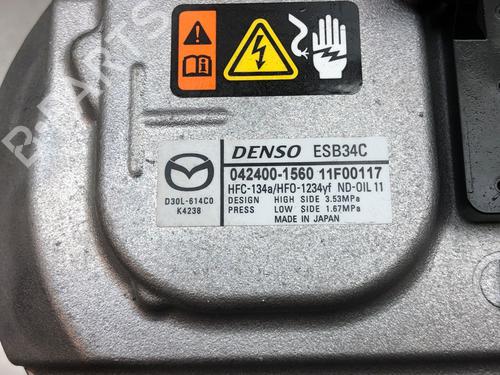 DENSO ESB34C
042400-1560 11F00117
HFC-134a/HFO-1234yf ND-OIL 11
D30L-614C0
K4238
DESIGN PRESS
HIGH SIDE 3.53MPa
LOW SIDE 1.67MPa
MADE IN JAPAN
B-PARTS